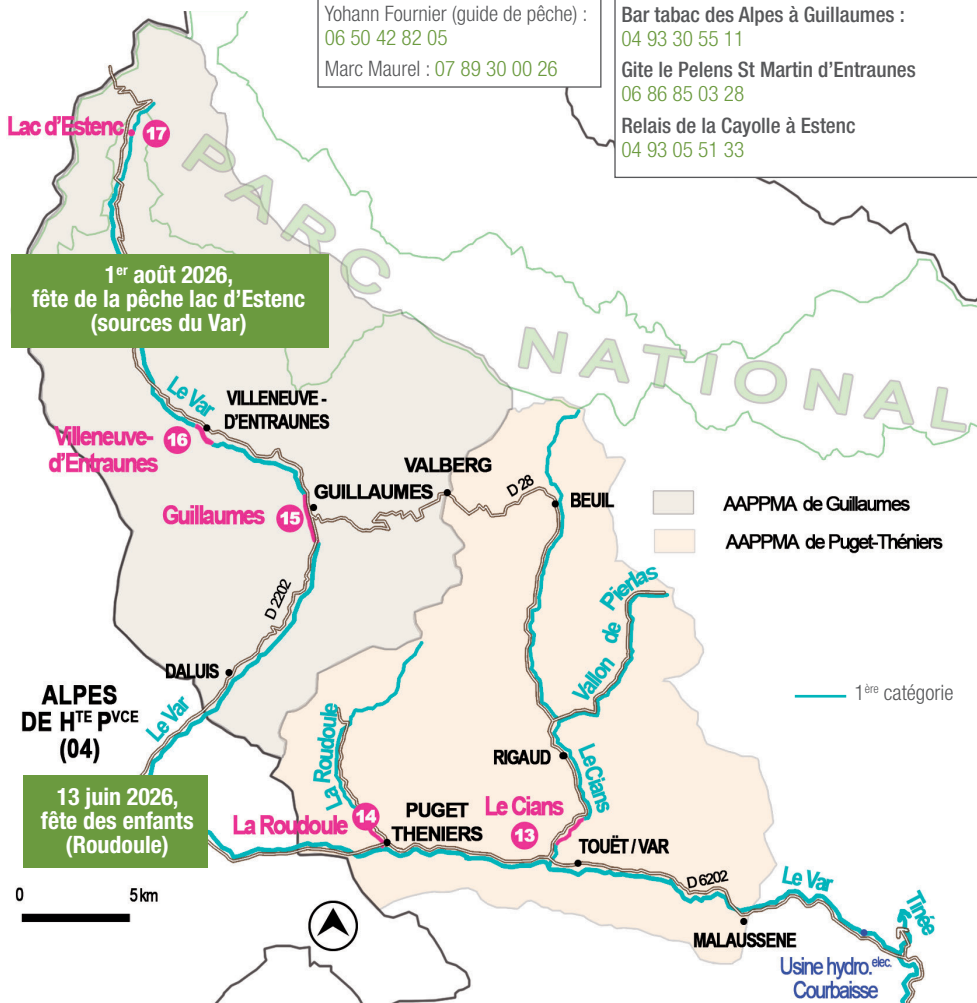 Yohann Fournier (guide de pêche) :
06 50 42 82 05
Marc Maurel : 07 89 30 00 26
Bar tabac des Alpes à Guillaumes :
04 93 30 55 11
Gite le Pelens St Martin d'Entraunes
06 86 85 03 28
Relais de la Cayolle à Estenc
04 93 05 51 33
Lac d'Estenc
17
PARC
NATIONAL
1er août 2026,
fête de la pêche lac d'Estenc
(sources du Var)
Le Var
VILLENEUVE -
D'ENTRAUNES
16
Villeneuve-
d'Entraunes
VALBERG
GUILLAUMES
D 28
BEUIL
Guillaumes
15
AAPPMA de Guillaumes
AAPPMA de Puget-Théniers
D 2202
Vallon de Pierlas
DALUIS
1ère catégorie
ALPES
DE HTE PVCE
(04)
Le Var
La Roudoule
RIGAUD
Le Cians
13 juin 2026,
fête des enfants
(Roudoule)
La Roudoule
14
PUGET
THENIERS
Le Cians
13
TOUËT / VAR
D 6202
Le Var
Tinée
0
5 km
MALAUSSENE
Usine hydro.elec.
Courbaisse